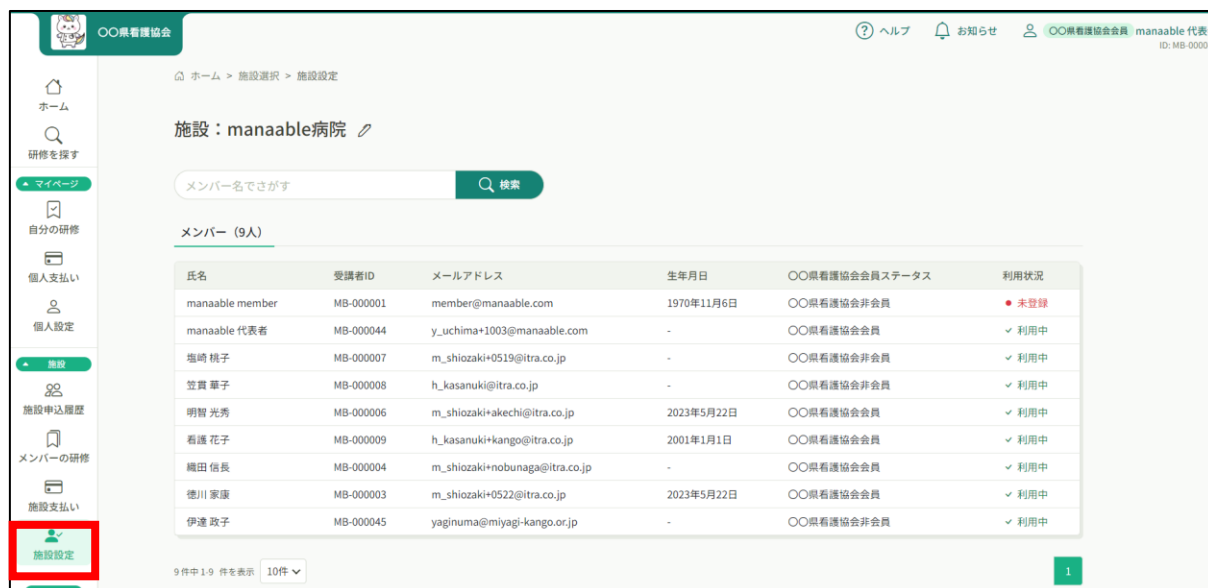 〇〇県看護協会
ヘルプ お知らせ 〇〇県看護協会会員 manaable 代表
ID: MB-0000
ホーム > 施設選択 > 施設設定
ホーム
研修を探す
マイページ
自分の研修
個人支払い
個人設定
施設
施設申込履歴
メンバーの研修
施設支払い
施設設定
施設：manaable病院
メンバー名でさがす 検索
メンバー（9人）
氏名 受講者ID メールアドレス 生年月日 〇〇県看護協会会員ステータス 利用状況
manaable member MB-000001 member@manaable.com 1970年11月6日 〇〇県看護協会非会員 未登録
manaable 代表者 MB-000044 y_uchima+1003@manaable.com - 〇〇県看護協会会員 利用中
塩崎 桃子 MB-000007 m_shiozaki+0519@itra.co.jp - 〇〇県看護協会非会員 利用中
笠貫 華子 MB-000008 h_kasanuki@itra.co.jp - 〇〇県看護協会非会員 利用中
明智 光秀 MB-000006 m_shiozaki+akechi@itra.co.jp 2023年5月22日 〇〇県看護協会会員 利用中
看護 花子 MB-000009 h_kasanuki+kango@itra.co.jp 2001年1月1日 〇〇県看護協会会員 利用中
織田 信長 MB-000004 m_shiozaki+nobunaga@itra.co.jp - 〇〇県看護協会会員 利用中
徳川 家康 MB-000003 m_shiozaki+0522@itra.co.jp 2023年5月22日 〇〇県看護協会会員 利用中
伊達 政子 MB-000045 yaginuma@miyagi-kango.or.jp - 〇〇県看護協会非会員 利用中
9 件中 1-9 件を表示 10件 1